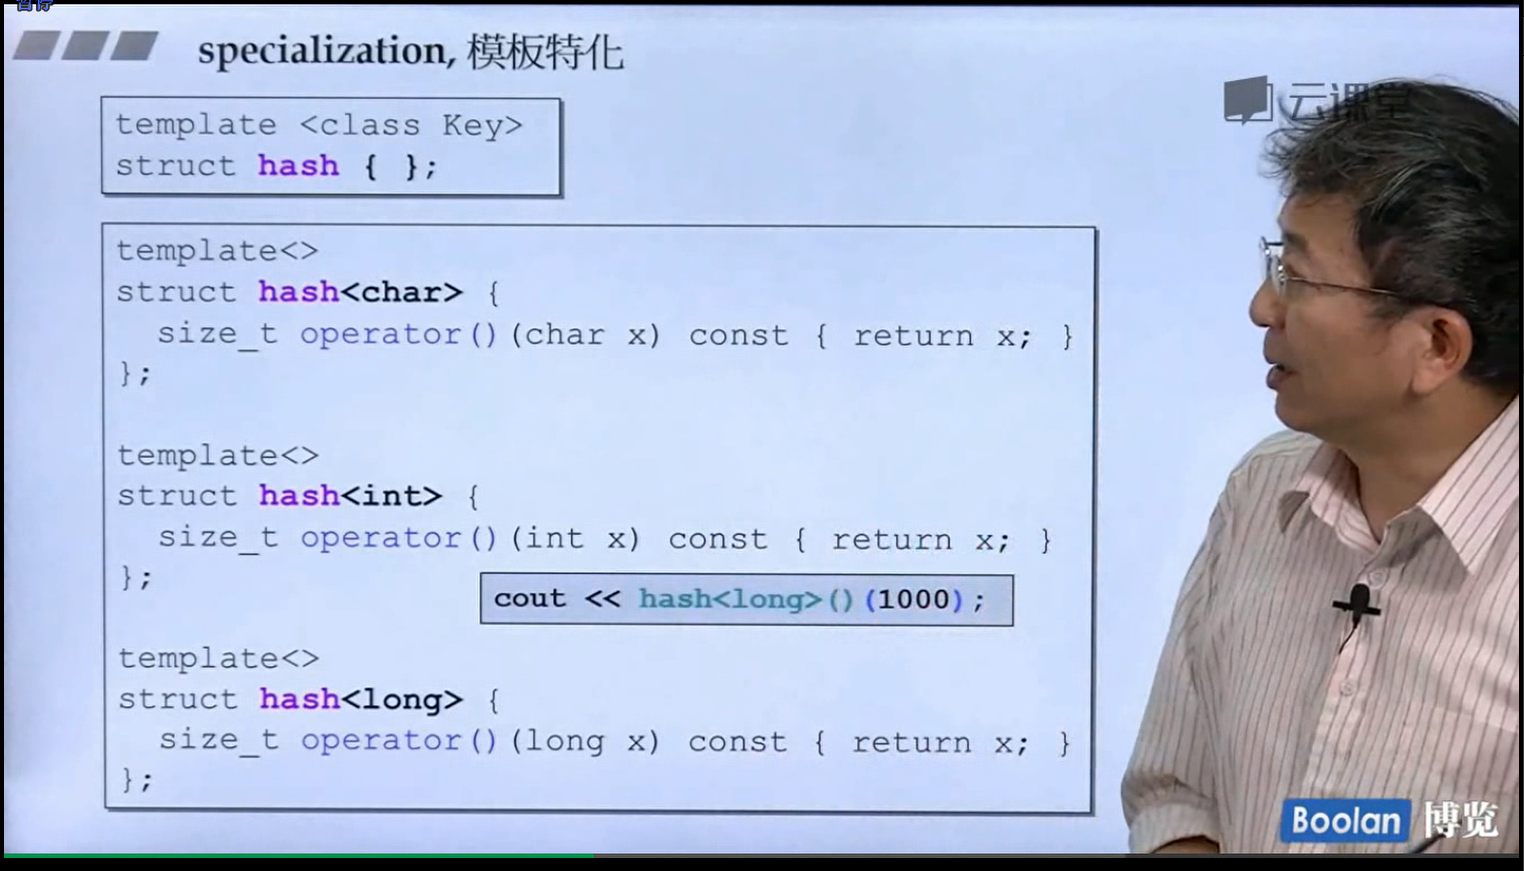 暂停
specialization, 模板特化
云课堂
template <class Key>
struct hash { };
template<>
struct hash<char> {
  size_t operator()(char x) const { return x; }
};
template<>
struct hash<int> {
  size_t operator()(int x) const { return x; }
};
cout << hash<long>()(1000);
template<>
struct hash<long> {
  size_t operator()(long x) const { return x; }
};
Boolan 博览